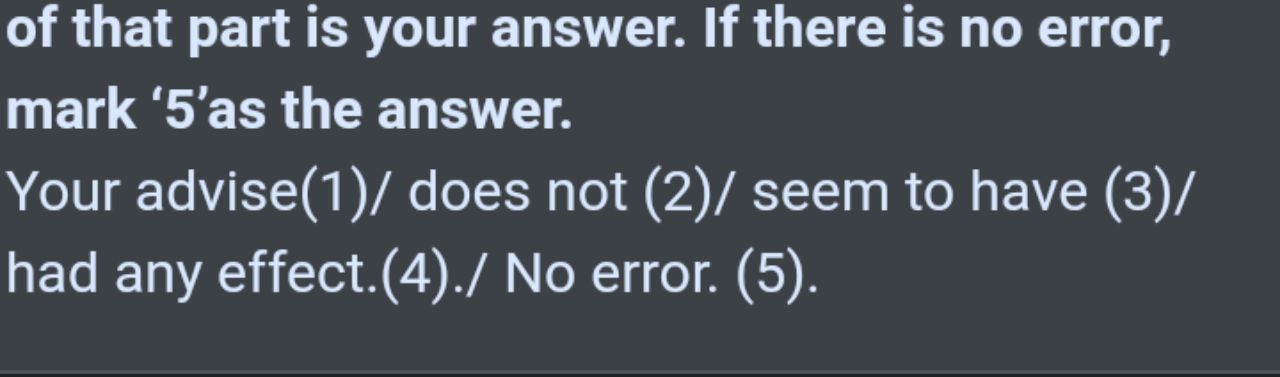 of that part is your answer. If there is no error,
mark ‘5’as the answer.
Your advise(1)/ does not (2)/ seem to have (3)/
had any effect.(4)./ No error. (5).